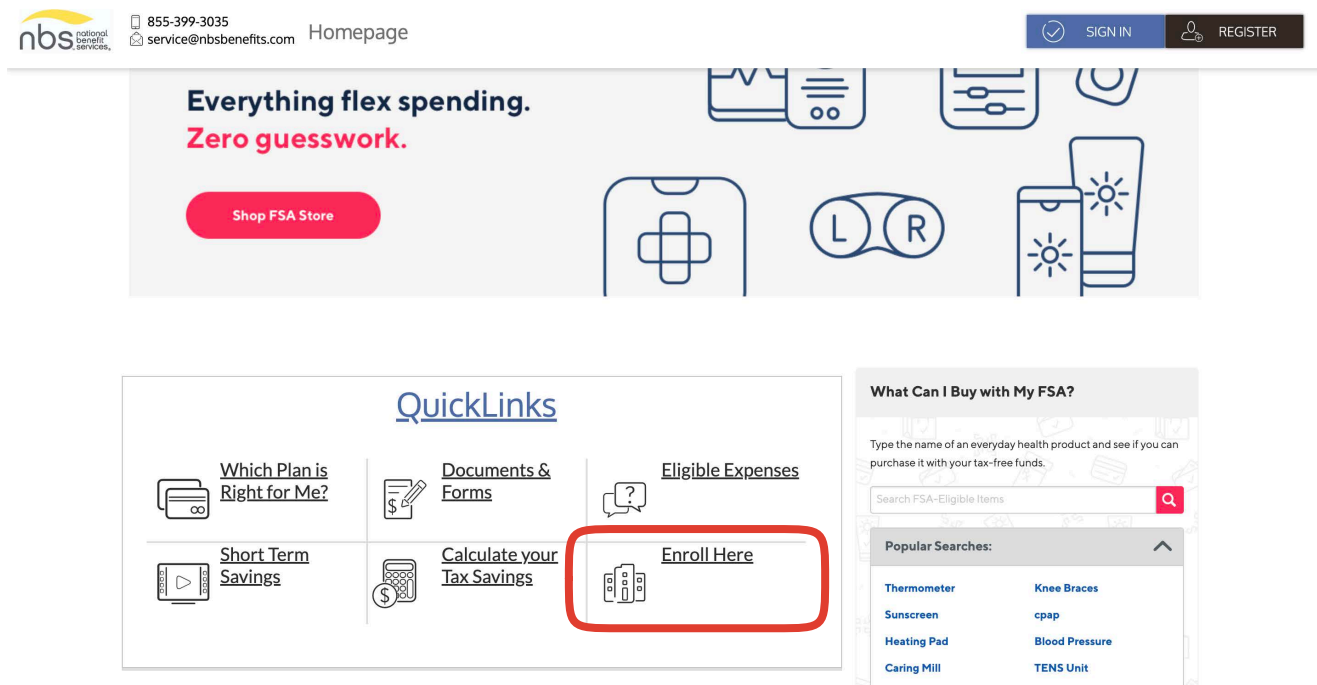 nbs national
benefit
services,
855-399-3035
service@nbsbenefits.com
Homepage
SIGN IN
REGISTER
Everything flex spending.
Zero guesswork.
Shop FSA Store
L R
QuickLinks
Which Plan is
Right for Me?
Documents &
Forms
$
Eligible Expenses
?
Short Term
Savings
Calculate your
Tax Savings
$
Enroll Here
What Can I Buy with My FSA?
Type the name of an everyday health product and see if you can
purchase it with your tax-free funds.
Search FSA-Eligible Items
Popular Searches:
Thermometer Knee Braces
Sunscreen cpap
Heating Pad Blood Pressure
Caring Mill TENS Unit